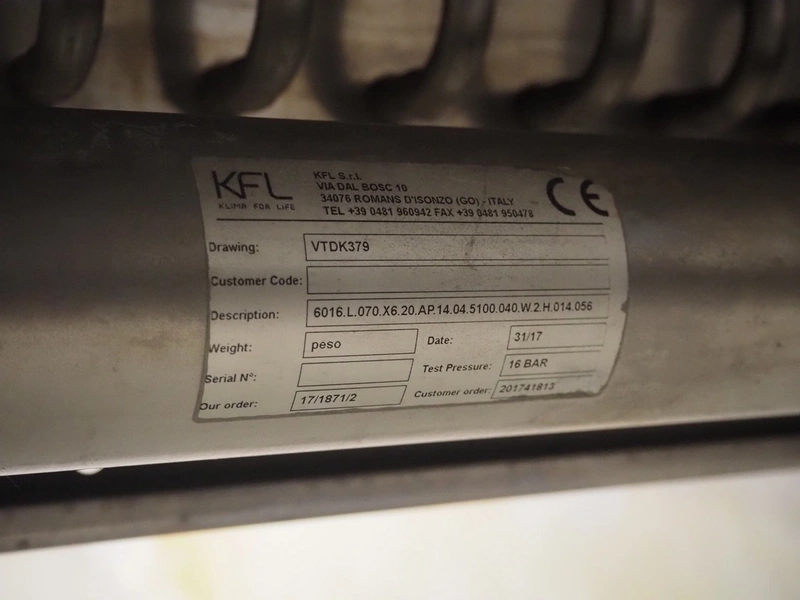 KFL
KLIMA FOR LIFE
KFL S.r.l.
VIA DAL BOSC 10
34076 ROMANS D'ISONZO (GO) - ITALY
TEL +39 0481 960942 FAX +39 0481 950478
CE
Drawing: VTDK379
Customer Code:
Description: 6016.L.070.X6.20.AP.14.04.5100.040.W.2.H.014.056
Weight: peso Date: 31/17
Serial N°: Test Pressure: 16 BAR
Our order: 17/1871/2 Customer order: 201741813